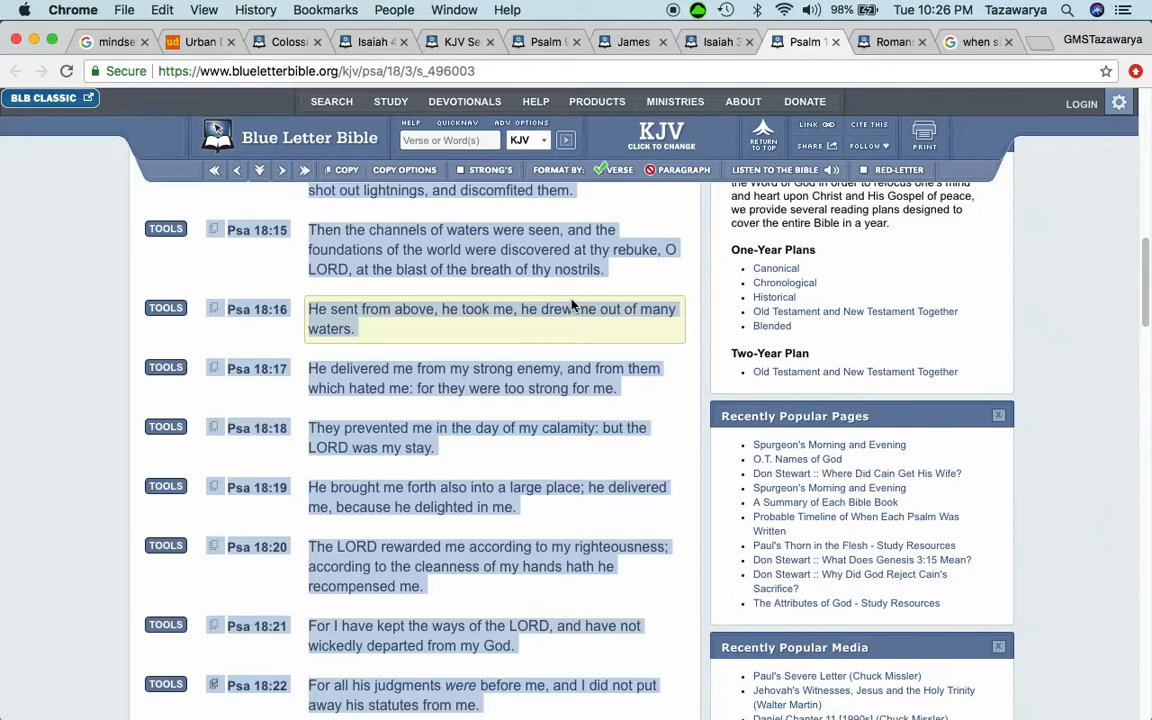 Chrome File Edit View History Bookmarks People Window Help 98% Tue 10:26 PM Tazawarya
mindse Urban D Colossi Isaiah 4 KJV Se Psalm 9 James Isaiah 3 Psalm 1 Romans when s GMSTazawarya
Secure https://www.blueletterbible.org/kjv/psa/18/3/s_496003
BLB CLASSIC SEARCH STUDY DEVOTIONALS HELP PRODUCTS MINISTRIES ABOUT DONATE LOGIN
HELP QUICKNAV ADV. OPTIONS
Blue Letter Bible Verse or Word(s) KJV
KJV
CLICK TO CHANGE
RETURN
TO TOP
LINK CITE THIS
SHARE FOLLOW PRINT
COPY COPY OPTIONS STRONG'S FORMAT BY: VERSE PARAGRAPH LISTEN TO THE BIBLE RED-LETTER
shot out lightnings, and discomfited them.
TOOLS Psa 18:15 Then the channels of waters were seen, and the
foundations of the world were discovered at thy rebuke, O
LORD, at the blast of the breath of thy nostrils.
TOOLS Psa 18:16 He sent from above, he took me, he drew me out of many
waters.
TOOLS Psa 18:17 He delivered me from my strong enemy, and from them
which hated me: for they were too strong for me.
TOOLS Psa 18:18 They prevented me in the day of my calamity: but the
LORD was my stay.
TOOLS Psa 18:19 He brought me forth also into a large place; he delivered
me, because he delighted in me.
TOOLS Psa 18:20 The LORD rewarded me according to my righteousness;
according to the cleanness of my hands hath he
recompensed me.
TOOLS Psa 18:21 For I have kept the ways of the LORD, and have not
wickedly departed from my God.
TOOLS Psa 18:22 For all his judgments were before me, and I did not put
away his statutes from me.
the Word of God in order to refocus one's mind
and heart upon Christ and His Gospel of peace,
we provide several reading plans designed to
cover the entire Bible in a year.
One-Year Plans
Canonical
Chronological
Historical
Old Testament and New Testament Together
Blended
Two-Year Plan
Old Testament and New Testament Together
Recently Popular Pages
Spurgeon's Morning and Evening
O.T. Names of God
Don Stewart :: Where Did Cain Get His Wife?
Spurgeon's Morning and Evening
A Summary of Each Bible Book
Probable Timeline of When Each Psalm Was
Written
Paul's Thorn in the Flesh - Study Resources
Don Stewart :: What Does Genesis 3:15 Mean?
Don Stewart :: Why Did God Reject Cain's
Sacrifice?
The Attributes of God - Study Resources
Recently Popular Media
Paul's Severe Letter (Chuck Missler)
Jehovah's Witnesses, Jesus and the Holy Trinity
(Walter Martin)
Daniel Chapter 11 [1990s] (Chuck Missler)